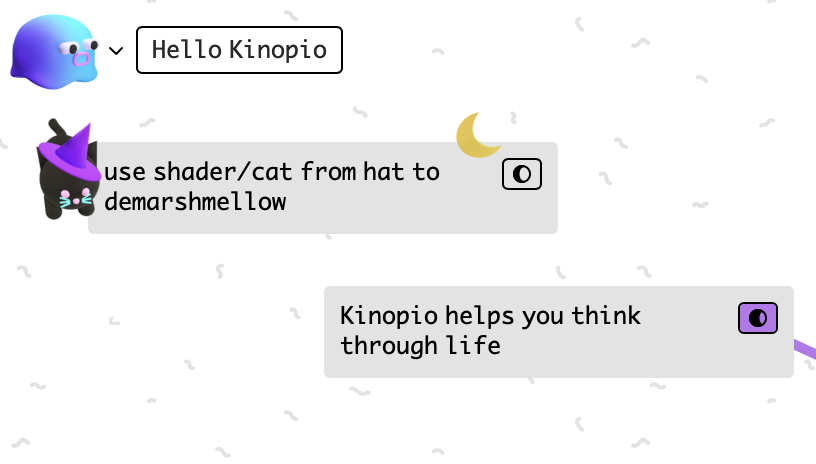 Hello Kinopio
use shader/cat from hat to
demarshmellow
Kinopio helps you think
through life